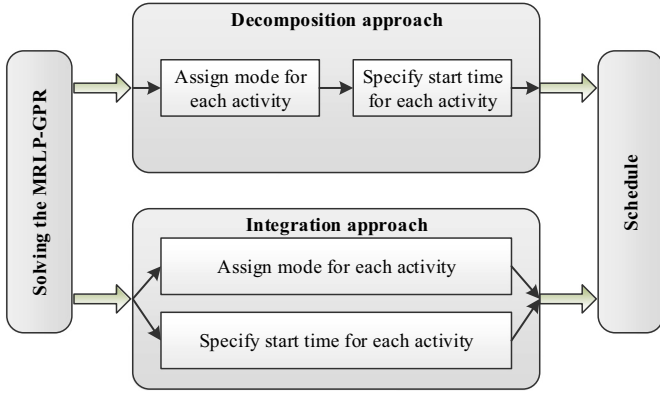 Solving the MRLP-GPR
Decomposition approach
Assign mode for
each activity
Specify start time
for each activity
Integration approach
Assign mode for each activity
Specify start time for each activity
Schedule